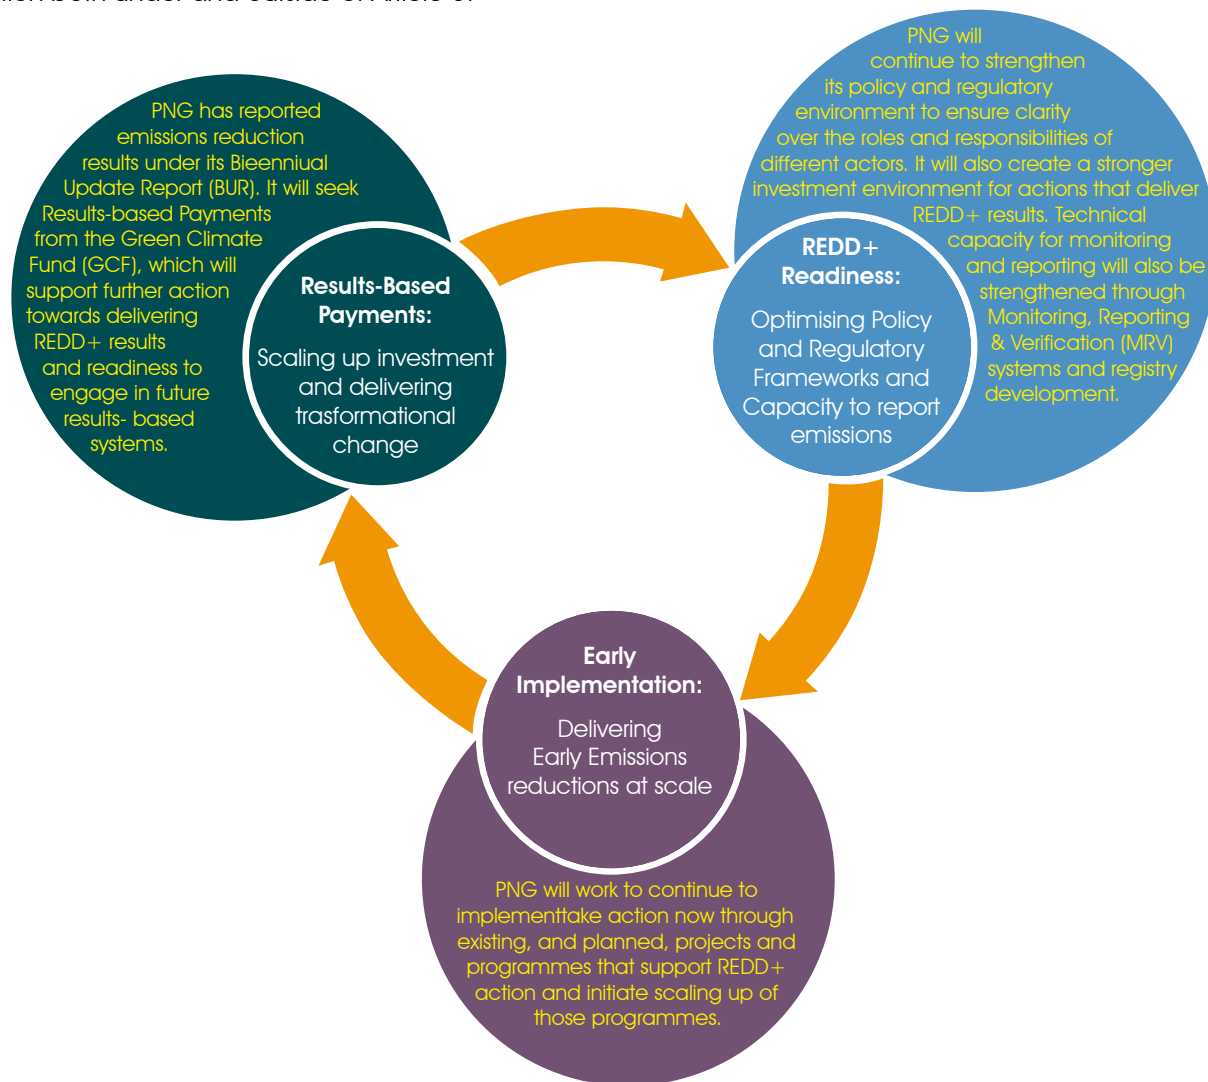 PNG has reported
emissions reduction
results under its Bieenniual
Update Report (BUR). It will seek
Results-based Payments
from the Green Climate
Fund (GCF), which will
support further action
towards delivering
REDD+ results
and readiness to
engage in future
results- based
systems.
Results-Based
Payments:
Scaling up investment
and delivering
trasformational
change
PNG will
continue to strengthen
its policy and regulatory
environment to ensure clarity
over the roles and responsibilities of
different actors. It will also create a stronger
investment environment for actions that deliver
REDD+ results. Technical
capacity for monitoring
and reporting will also be
strengthened through
Monitoring, Reporting
& Verification (MRV)
systems and registry
development.
REDD+
Readiness:
Optimising Policy
and Regulatory
Frameworks and
Capacity to report
emissions
Early
Implementation:
Delivering
Early Emissions
reductions at scale
PNG will work to continue to
implementtake action now through
existing, and planned, projects and
programmes that support REDD+
action and initiate scaling up of
those programmes.